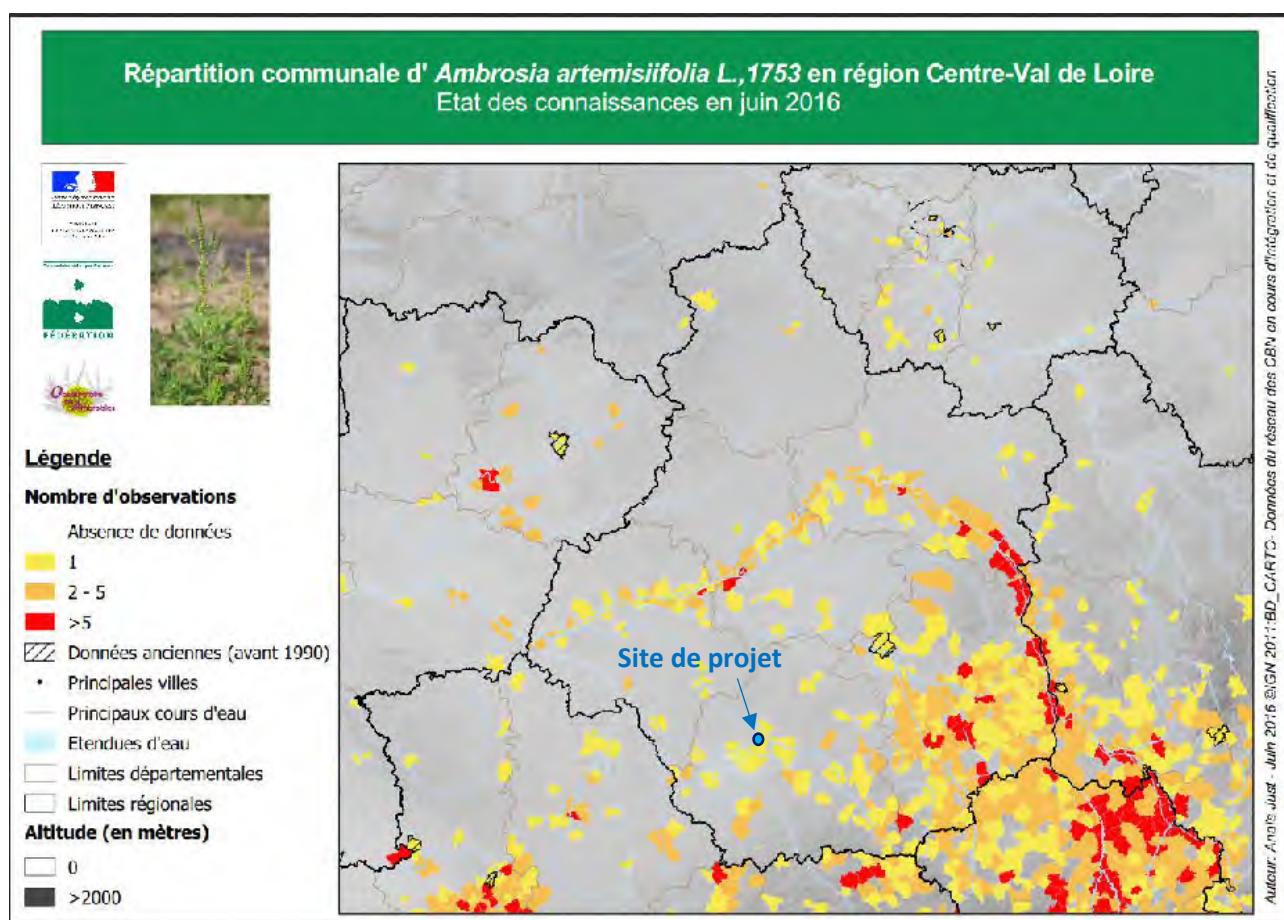 Répartition communale d' Ambrosia artemisiifolia L.,1753 en région Centre-Val de Loire
Etat des connaissances en juin 2016
FÉDÉRATION
Légende
Nombre d'observations
Absence de données
1
2 - 5
>5
Données anciennes (avant 1990)
Principales villes
Principaux cours d'eau
Etendues d'eau
Limites départementales
Limites régionales
Altitude (en mètres)
0
>2000
Site de projet
Auteur: Anaïs Just - Juin 2016 ©IGN 2011:BD_CARTO- Données du réseau des CBN en cours d'intégration et de qualification